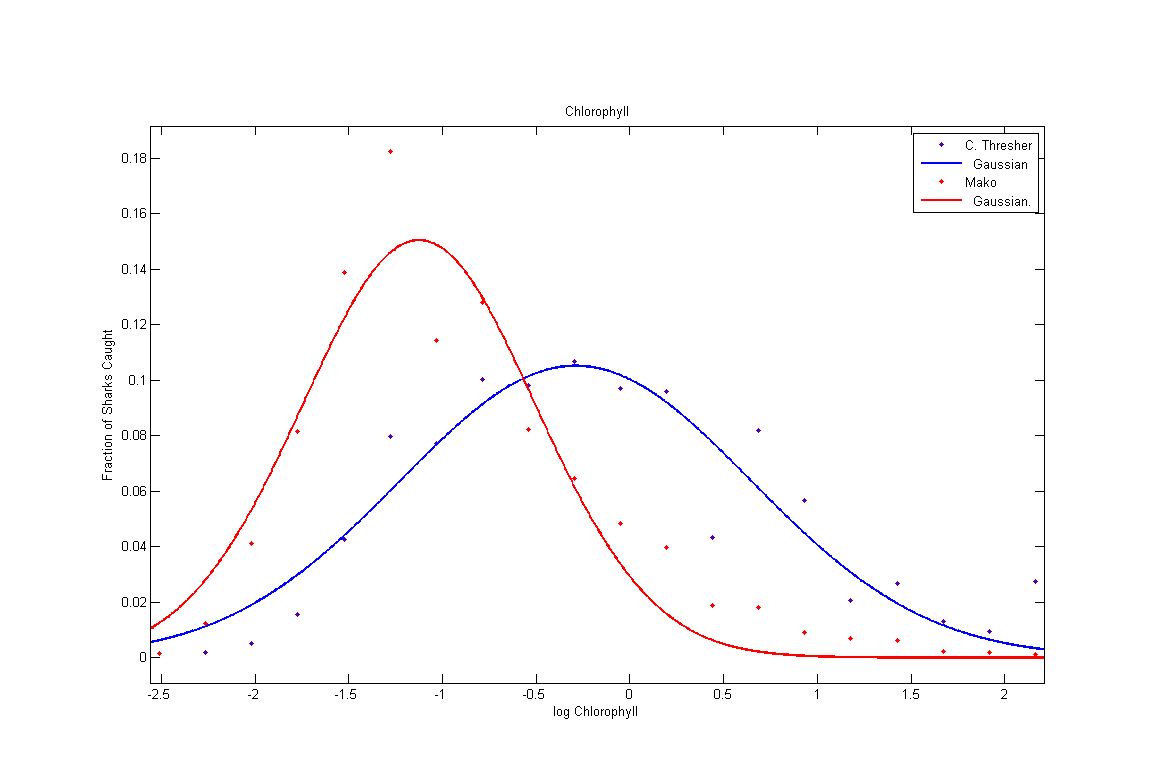 Chlorophyll
C. Thresher
Gaussian
Mako
Gaussian.
Fraction of Sharks Caught
0.18
0.16
0.14
0.12
0.1
0.08
0.06
0.04
0.02
0
-2.5 -2 -1.5 -1 -0.5 0 0.5 1 1.5 2
log Chlorophyll